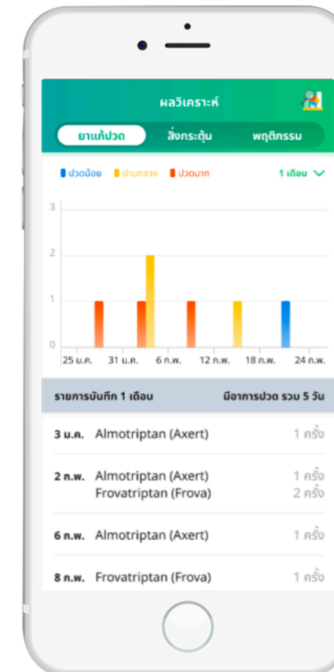 ผลวิเคราะห์
ยาแก้ปวด สิ่งกระตุ้น พฤติกรรม
ปวดน้อย ปานกลาง ปวดมาก 1 เดือน
3
2
1
0
25 ม.ค. 31 ม.ค. 6 ก.พ. 12 ก.พ. 18 ก.พ. 24 ก.พ.
รายการบันทึก 1 เดือน มีอาการปวด รวม 5 วัน
3 ม.ค. Almotriptan (Axert) 1 ครั้ง
2 ก.พ. Almotriptan (Axert) 1 ครั้ง
Frovatriptan (Frova) 2 ครั้ง
6 ก.พ. Almotriptan (Axert) 1 ครั้ง
8 ก.พ. Frovatriptan (Frova) 1 ครั้ง